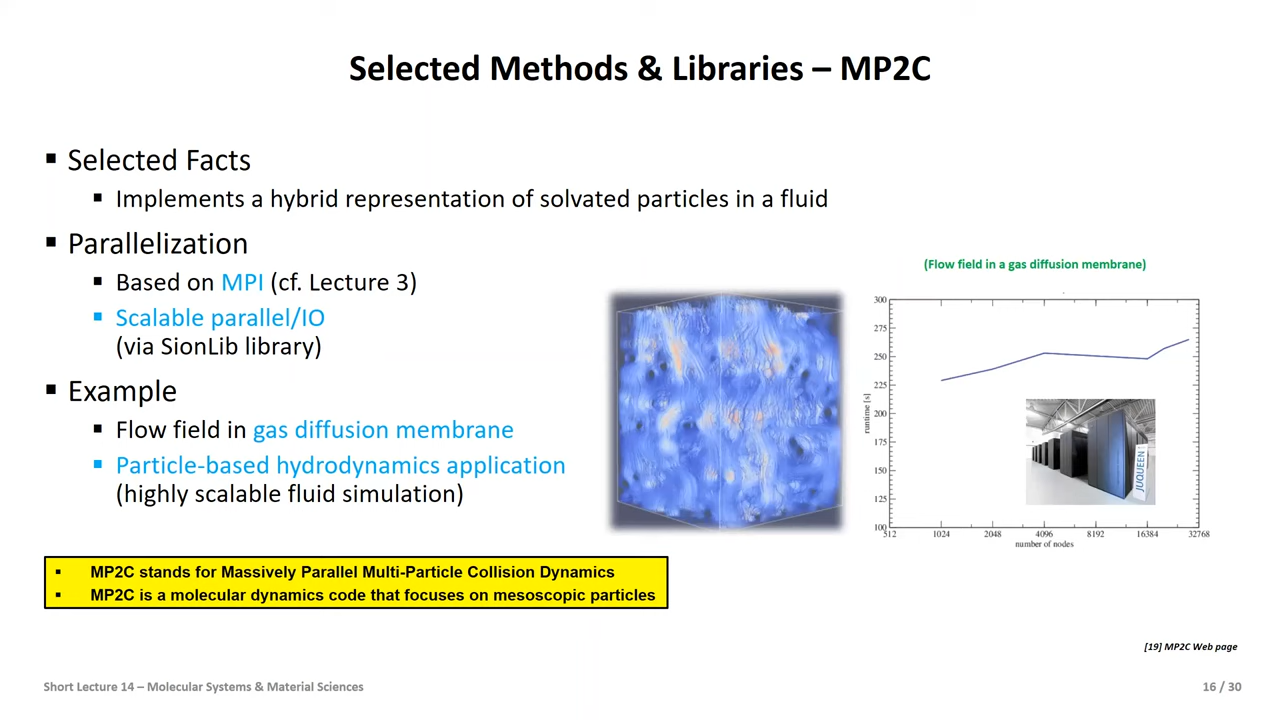 Selected Methods & Libraries – MP2C
Selected Facts
Implements a hybrid representation of solvated particles in a fluid
Parallelization
Based on MPI (cf. Lecture 3)
Scalable parallel/IO
(via SionLib library)
Example
Flow field in gas diffusion membrane
Particle-based hydrodynamics application
(highly scalable fluid simulation)
MP2C stands for Massively Parallel Multi-Particle Collision Dynamics
MP2C is a molecular dynamics code that focuses on mesoscopic particles
(Flow field in a gas diffusion membrane)
300
275
250
225
200
175
150
125
100
runtime [s]
JUQUEEN
512 1024 2048 4096 8192 16384 32768
number of nodes
[19] MP2C Web page
Short Lecture 14 – Molecular Systems & Material Sciences
16 / 30